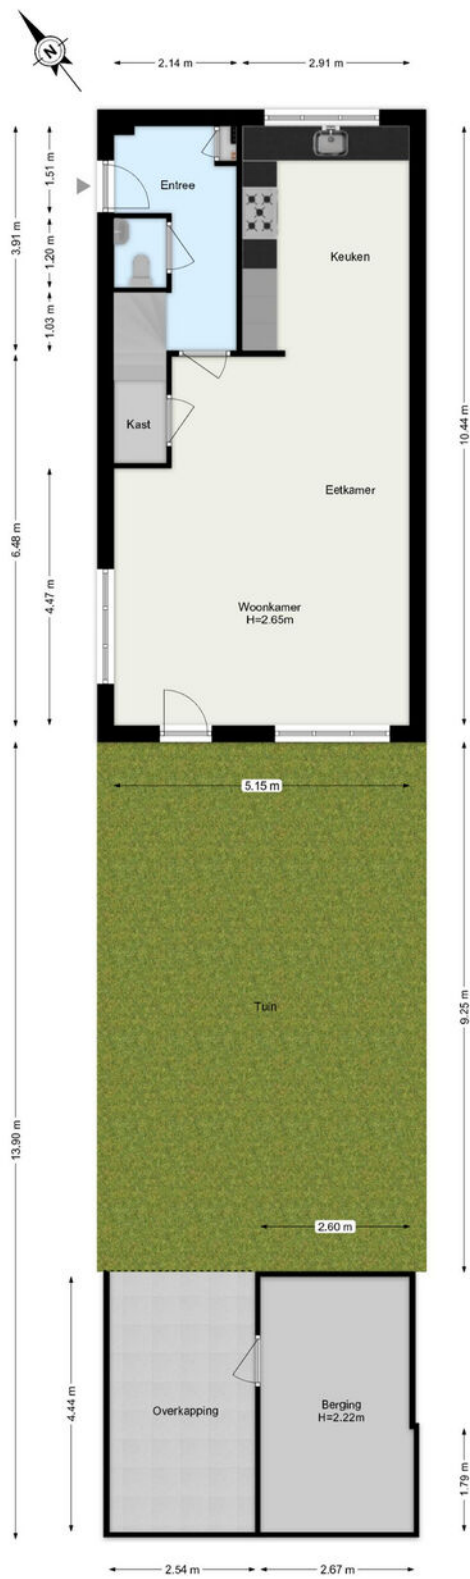 N
2.14 m
2.91 m
1.51 m
Entree
3.91 m
1.20 m
Keuken
1.03 m
10.44 m
Kast
Eetkamer
6.48 m
4.47 m
Woonkamer
H=2.65m
5.15 m
Tuin
9.25 m
13.90 m
2.60 m
4.44 m
Overkapping
Berging
H=2.22m
1.79 m
2.54 m
2.67 m